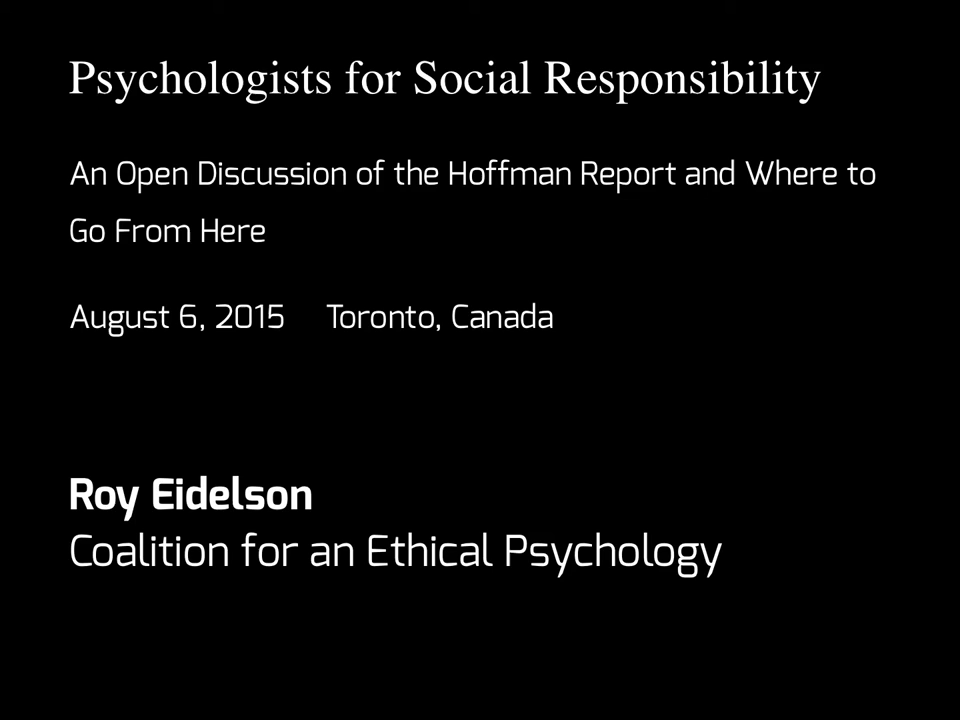 Psychologists for Social Responsibility
An Open Discussion of the Hoffman Report and Where to
Go From Here
August 6, 2015 Toronto, Canada
Roy Eidelson
Coalition for an Ethical Psychology